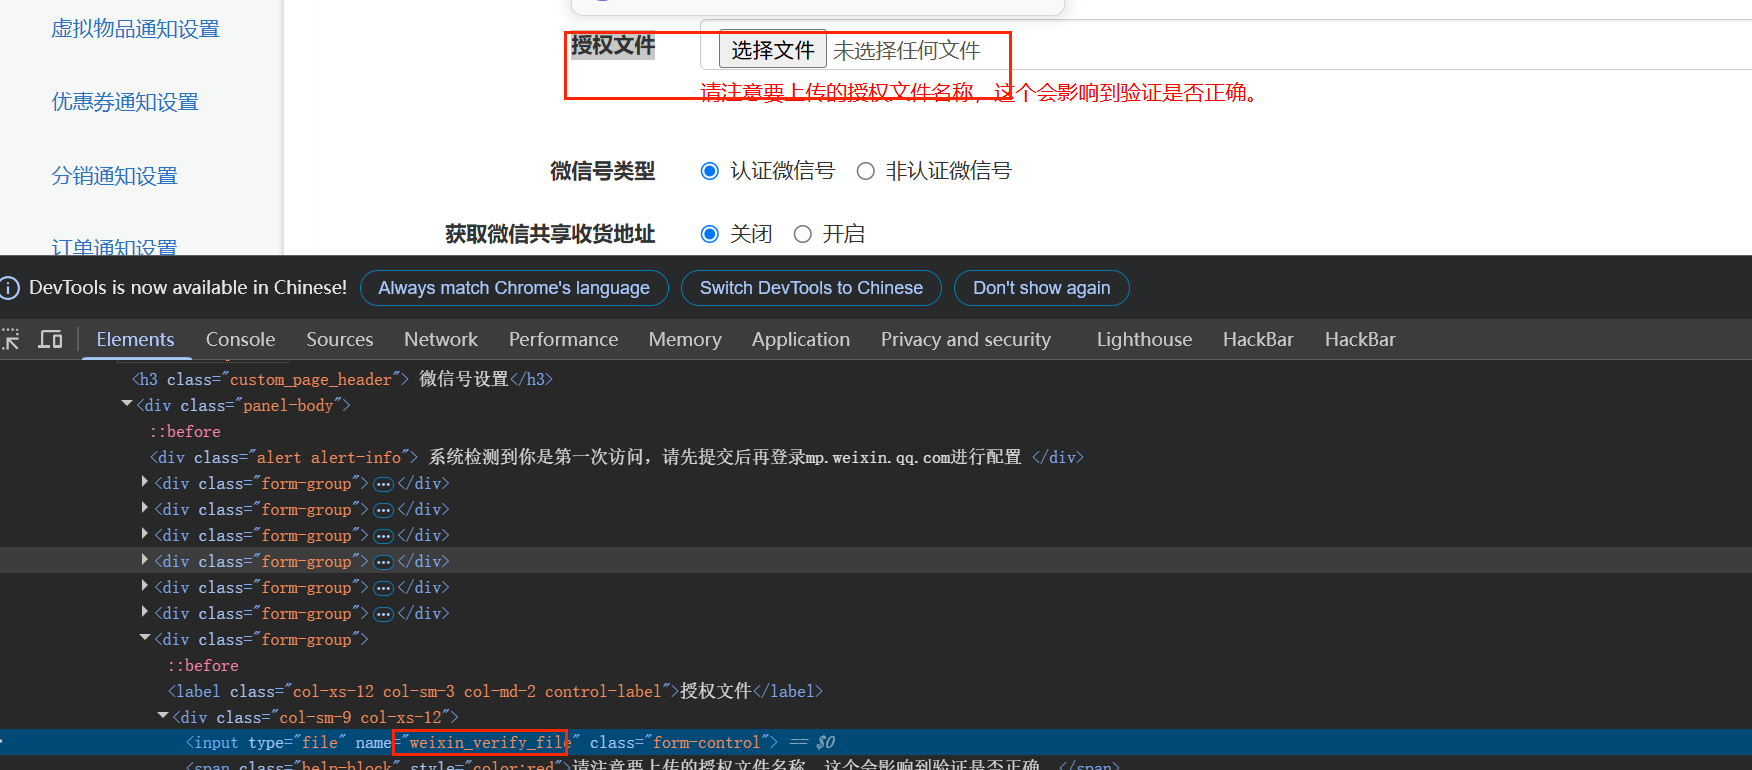 虚拟物品通知设置
优惠券通知设置
分销通知设置
订单通知设置
授权文件 选择文件 未选择任何文件
请注意要上传的授权文件名称，这个会影响到验证是否正确。
微信号类型 认证微信号 非认证微信号
获取微信共享收货地址 关闭 开启
DevTools is now available in Chinese! Always match Chrome's language Switch DevTools to Chinese Don't show again
Elements Console Sources Network Performance Memory Application Privacy and security Lighthouse HackBar HackBar
<h3 class="custom_page_header"> 微信号设置</h3>
<div class="panel-body">
::before
<div class="alert alert-info"> 系统检测到你是第一次访问，请先提交后再登录mp.weixin.qq.com进行配置 </div>
<div class="form-group">…</div>
<div class="form-group">…</div>
<div class="form-group">…</div>
<div class="form-group">…</div>
<div class="form-group">…</div>
<div class="form-group">…</div>
<div class="form-group">
::before
<label class="col-xs-12 col-sm-3 col-md-2 control-label">授权文件</label>
<div class="col-sm-9 col-xs-12">
<input type="file" name="weixin_verify_file" class="form-control"> == $0
<span class="help-block" style="color:red">请注意要上传的授权文件名称，这个会影响到验证是否正确。</span>